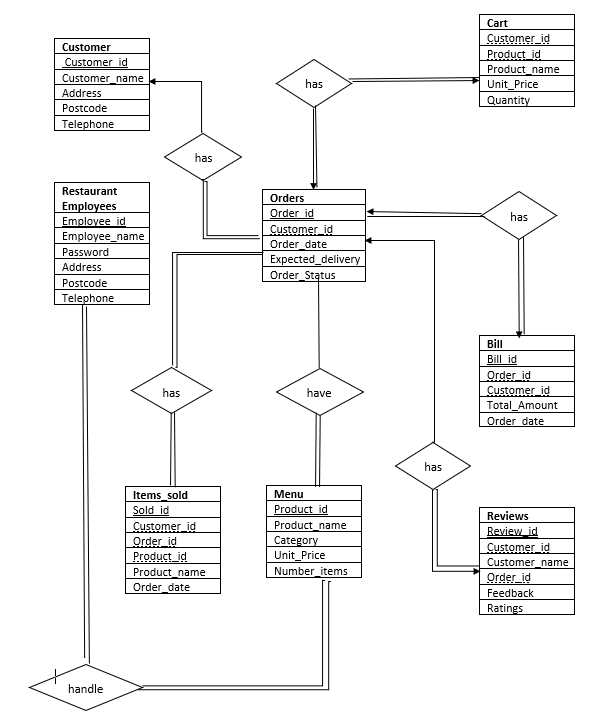 Cart
Customer_id
Product_id
Product_name
Unit_Price
Quantity
Customer
Customer_id
Customer_name
Address
Postcode
Telephone
has
has
Restaurant
Employees
Employee_id
Employee_name
Password
Address
Postcode
Telephone
Orders
Order_id
Customer_id
Order_date
Expected_delivery
Order_Status
has
Bill
Bill_id
Order_id
Customer_id
Total_Amount
Order_date
has
have
has
Items_sold
Sold_id
Customer_id
Order_id
Product_id
Product_name
Order_date
Menu
Product_id
Product_name
Category
Unit_Price
Number_items
Reviews
Review_id
Customer_id
Customer_name
Order_id
Feedback
Ratings
handle